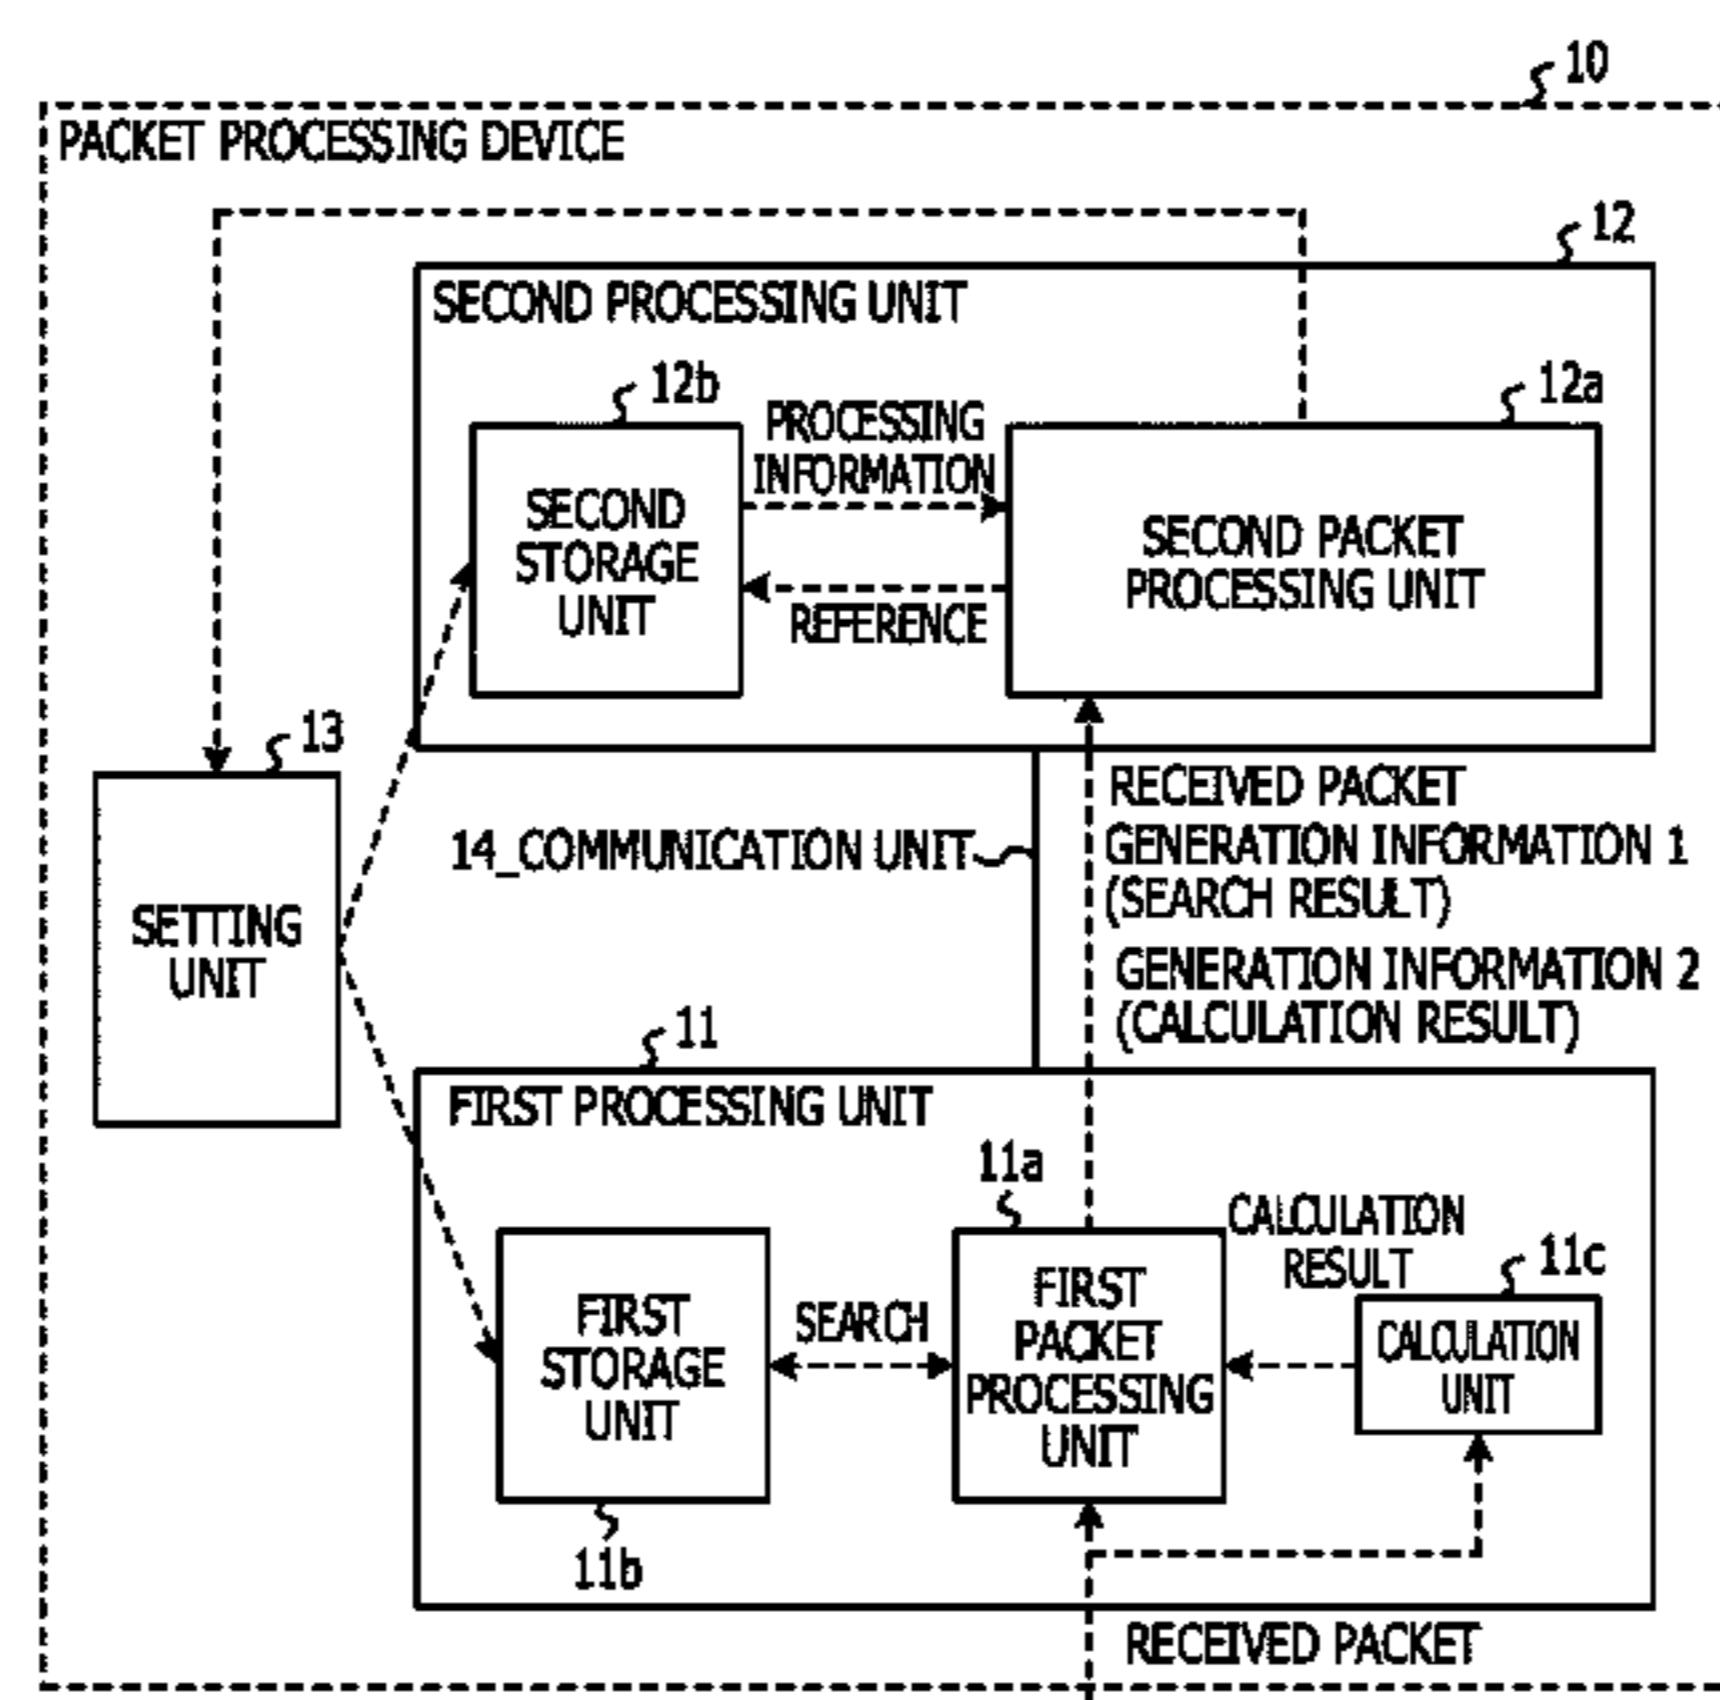 10
PACKET PROCESSING DEVICE
12
SECOND PROCESSING UNIT
12b
12a
PROCESSING
INFORMATION
SECOND
STORAGE
UNIT
SECOND PACKET
PROCESSING UNIT
REFERENCE
13
SETTING
UNIT
RECEIVED PACKET
14_COMMUNICATION UNIT
GENERATION INFORMATION 1
(SEARCH RESULT)
GENERATION INFORMATION 2
(CALCULATION RESULT)
11
FIRST PROCESSING UNIT
11a
CALCULATION
RESULT
11c
FIRST
STORAGE
UNIT
SEARCH
FIRST
PACKET
PROCESSING
UNIT
CALCULATION
UNIT
11b
RECEIVED PACKET